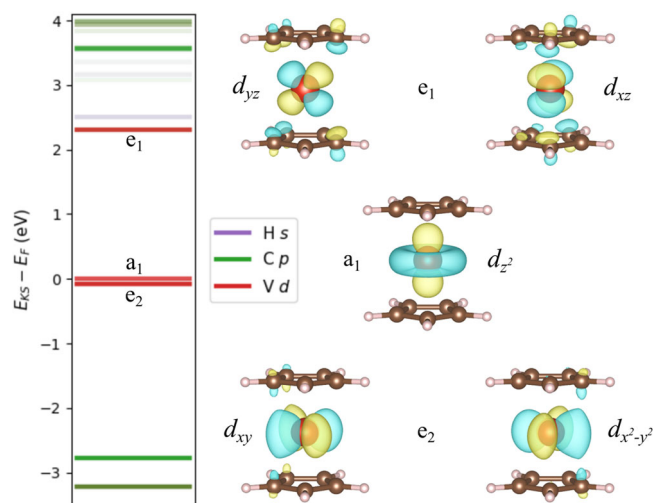 4
3
2
1
0
−1
−2
−3
E_KS − E_F (eV)
e₁
a₁
e₂
H s
C p
V d
d_yz
e₁
d_xz
a₁
d_z²
d_xy
e₂
d_x²-y²